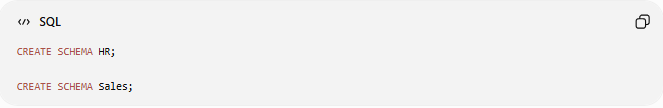 SQL
CREATE SCHEMA HR;
CREATE SCHEMA Sales;